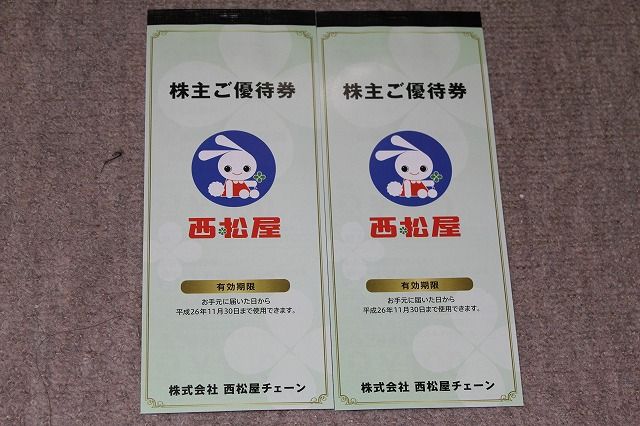 株主ご優待券
西松屋
有効期限
お手元に届いた日から
平成26年11月30日まで使用できます。
株式会社 西松屋チェーン
株主ご優待券
西松屋
有効期限
お手元に届いた日から
平成26年11月30日まで使用できます。
株式会社 西松屋チェーン